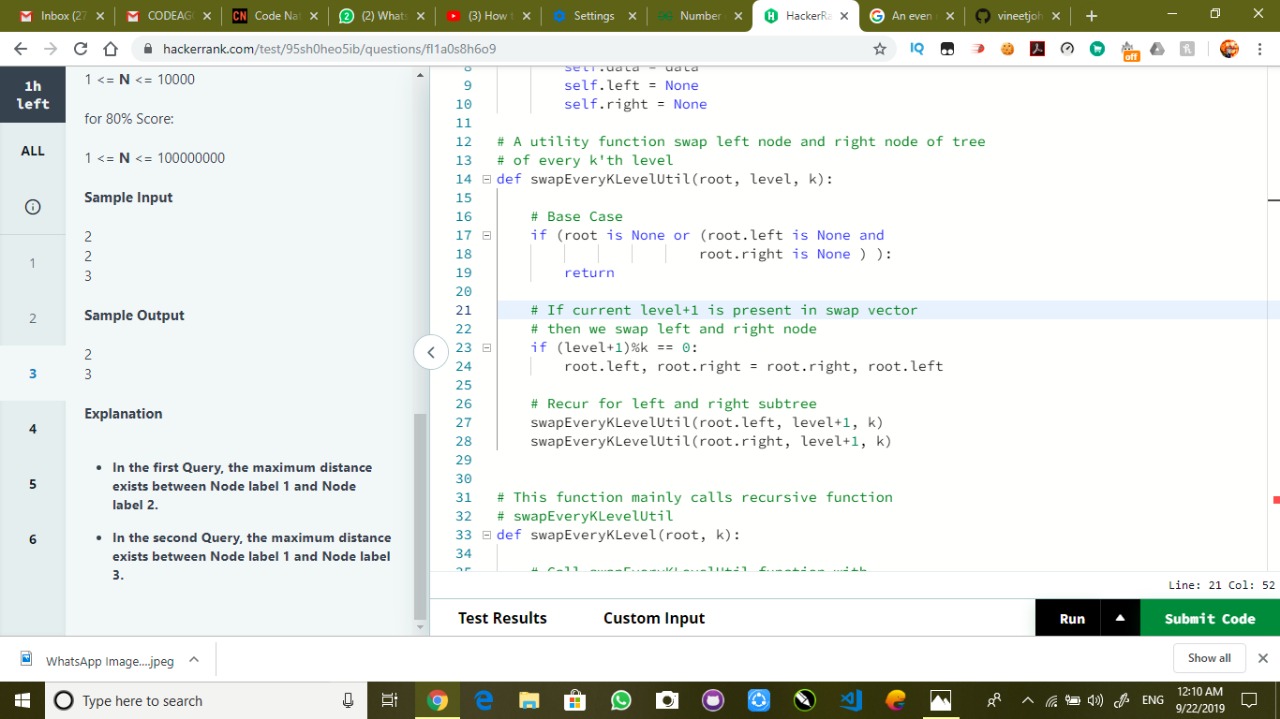 Inbox (27
CODEAG
Code Na
(2) Whats
(3) How t
Settings
Number
HackerRa
An even
vineetjoh
hackerrank.com/test/95sh0heo5ib/questions/fl1a0s8h6o9
IQ
off
1h
left
ALL
1
2
3
4
5
6
1 <= N <= 10000
for 80% Score:
1 <= N <= 100000000
Sample Input
2
2
3
Sample Output
2
3
Explanation
• In the first Query, the maximum distance
exists between Node label 1 and Node
label 2.
• In the second Query, the maximum distance
exists between Node label 1 and Node label
3.
8 self.data = data
9 self.left = None
10 self.right = None
11
12 # A utility function swap left node and right node of tree
13 # of every k'th level
14 def swapEveryKLevelUtil(root, level, k):
15
16 # Base Case
17 if (root is None or (root.left is None and
18 root.right is None ) ):
19 return
20
21 # If current level+1 is present in swap vector
22 # then we swap left and right node
23 if (level+1)%k == 0:
24 root.left, root.right = root.right, root.left
25
26 # Recur for left and right subtree
27 swapEveryKLevelUtil(root.left, level+1, k)
28 swapEveryKLevelUtil(root.right, level+1, k)
29
30
31 # This function mainly calls recursive function
32 # swapEveryKLevelUtil
33 def swapEveryKLevel(root, k):
34
35 # Call swapEveryKLevelUtil function with
Line: 21 Col: 52
Test Results
Custom Input
Run
Submit Code
WhatsApp Image....jpeg
Show all
Type here to search
ENG
12:10 AM
9/22/2019